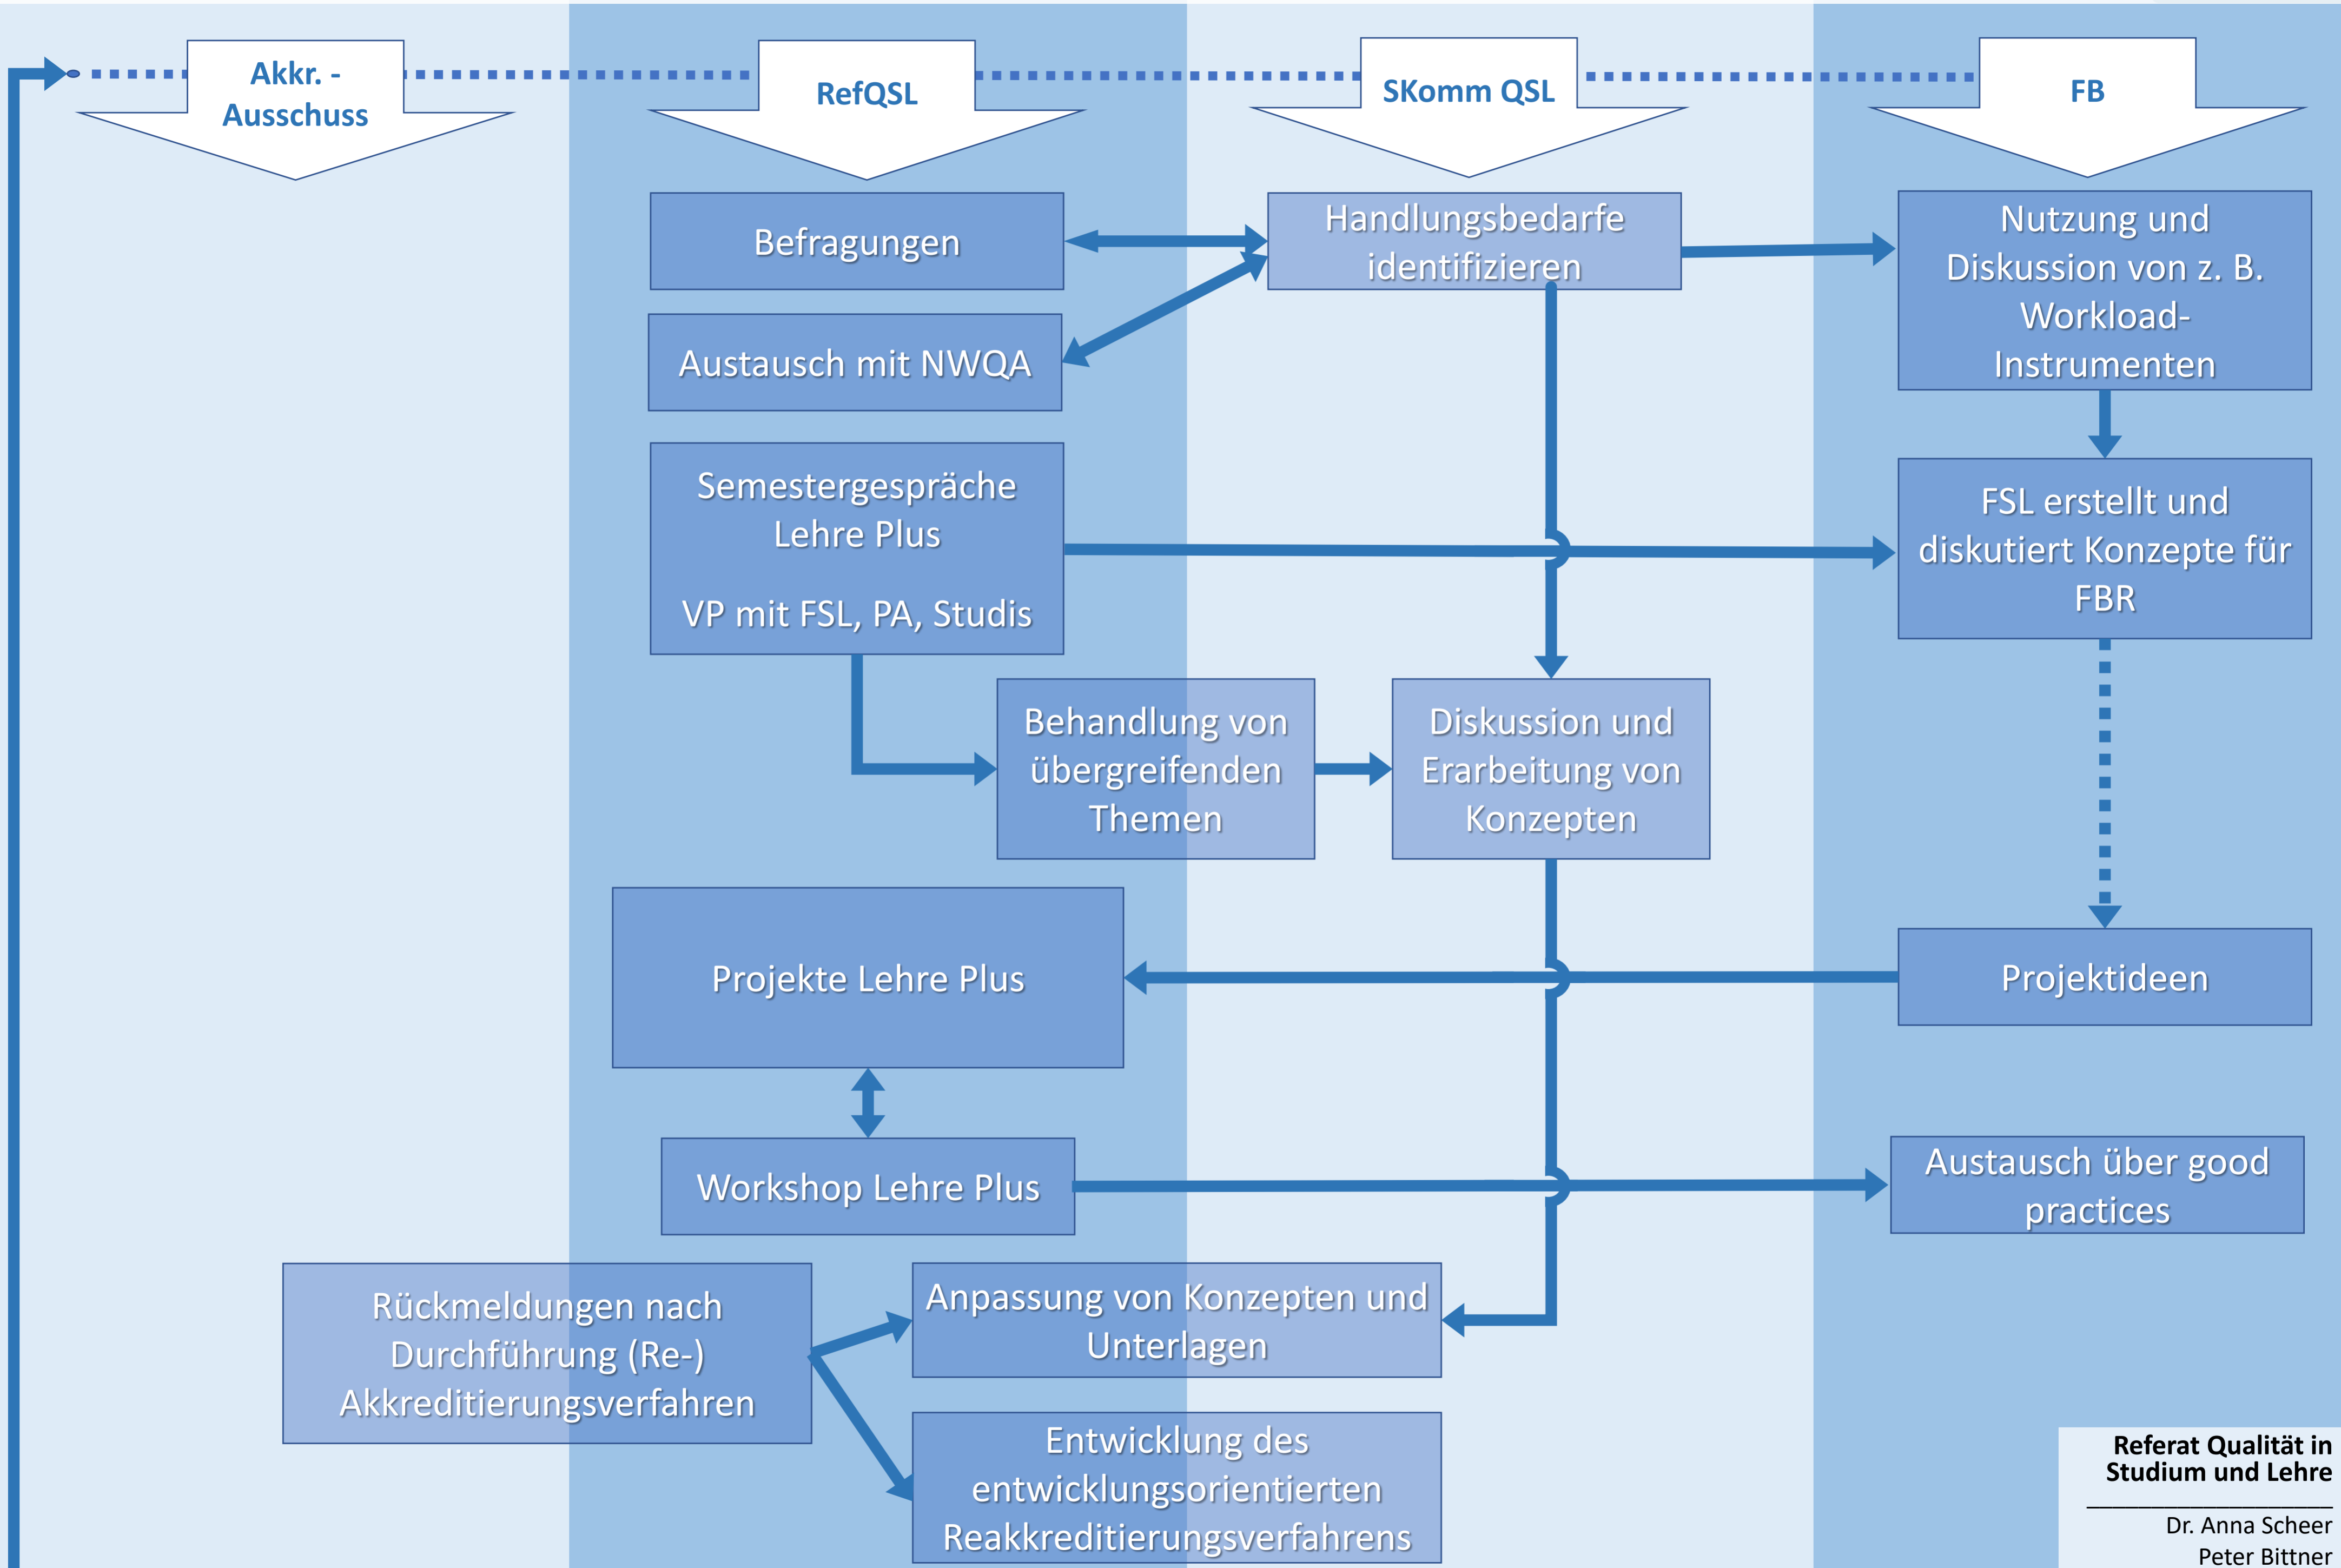 Akkr. -
Ausschuss
RefQSL
SKomm QSL
FB
Befragungen
Handlungsbedarfe
identifizieren
Nutzung und
Diskussion von z. B.
Workload-
Instrumenten
Austausch mit NWQA
Semestergespräche
Lehre Plus
VP mit FSL, PA, Studis
FSL erstellt und
diskutiert Konzepte für
FBR
Behandlung von
übergreifenden
Themen
Diskussion und
Erarbeitung von
Konzepten
Projekte Lehre Plus
Projektideen
Workshop Lehre Plus
Austausch über good
practices
Rückmeldungen nach
Durchführung (Re-)
Akkreditierungsverfahren
Anpassung von Konzepten und
Unterlagen
Entwicklung des
entwicklungsorientierten
Reakkreditierungsverfahrens
Referat Qualität in
Studium und Lehre
Dr. Anna Scheer
Peter Bittner